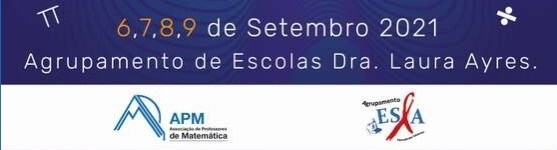 π
÷
6,7,8,9 de Setembro 2021
Agrupamento de Escolas Dra. Laura Ayres.
APM
Associação de Professores
de Matemática
Agrupamento
ESLA